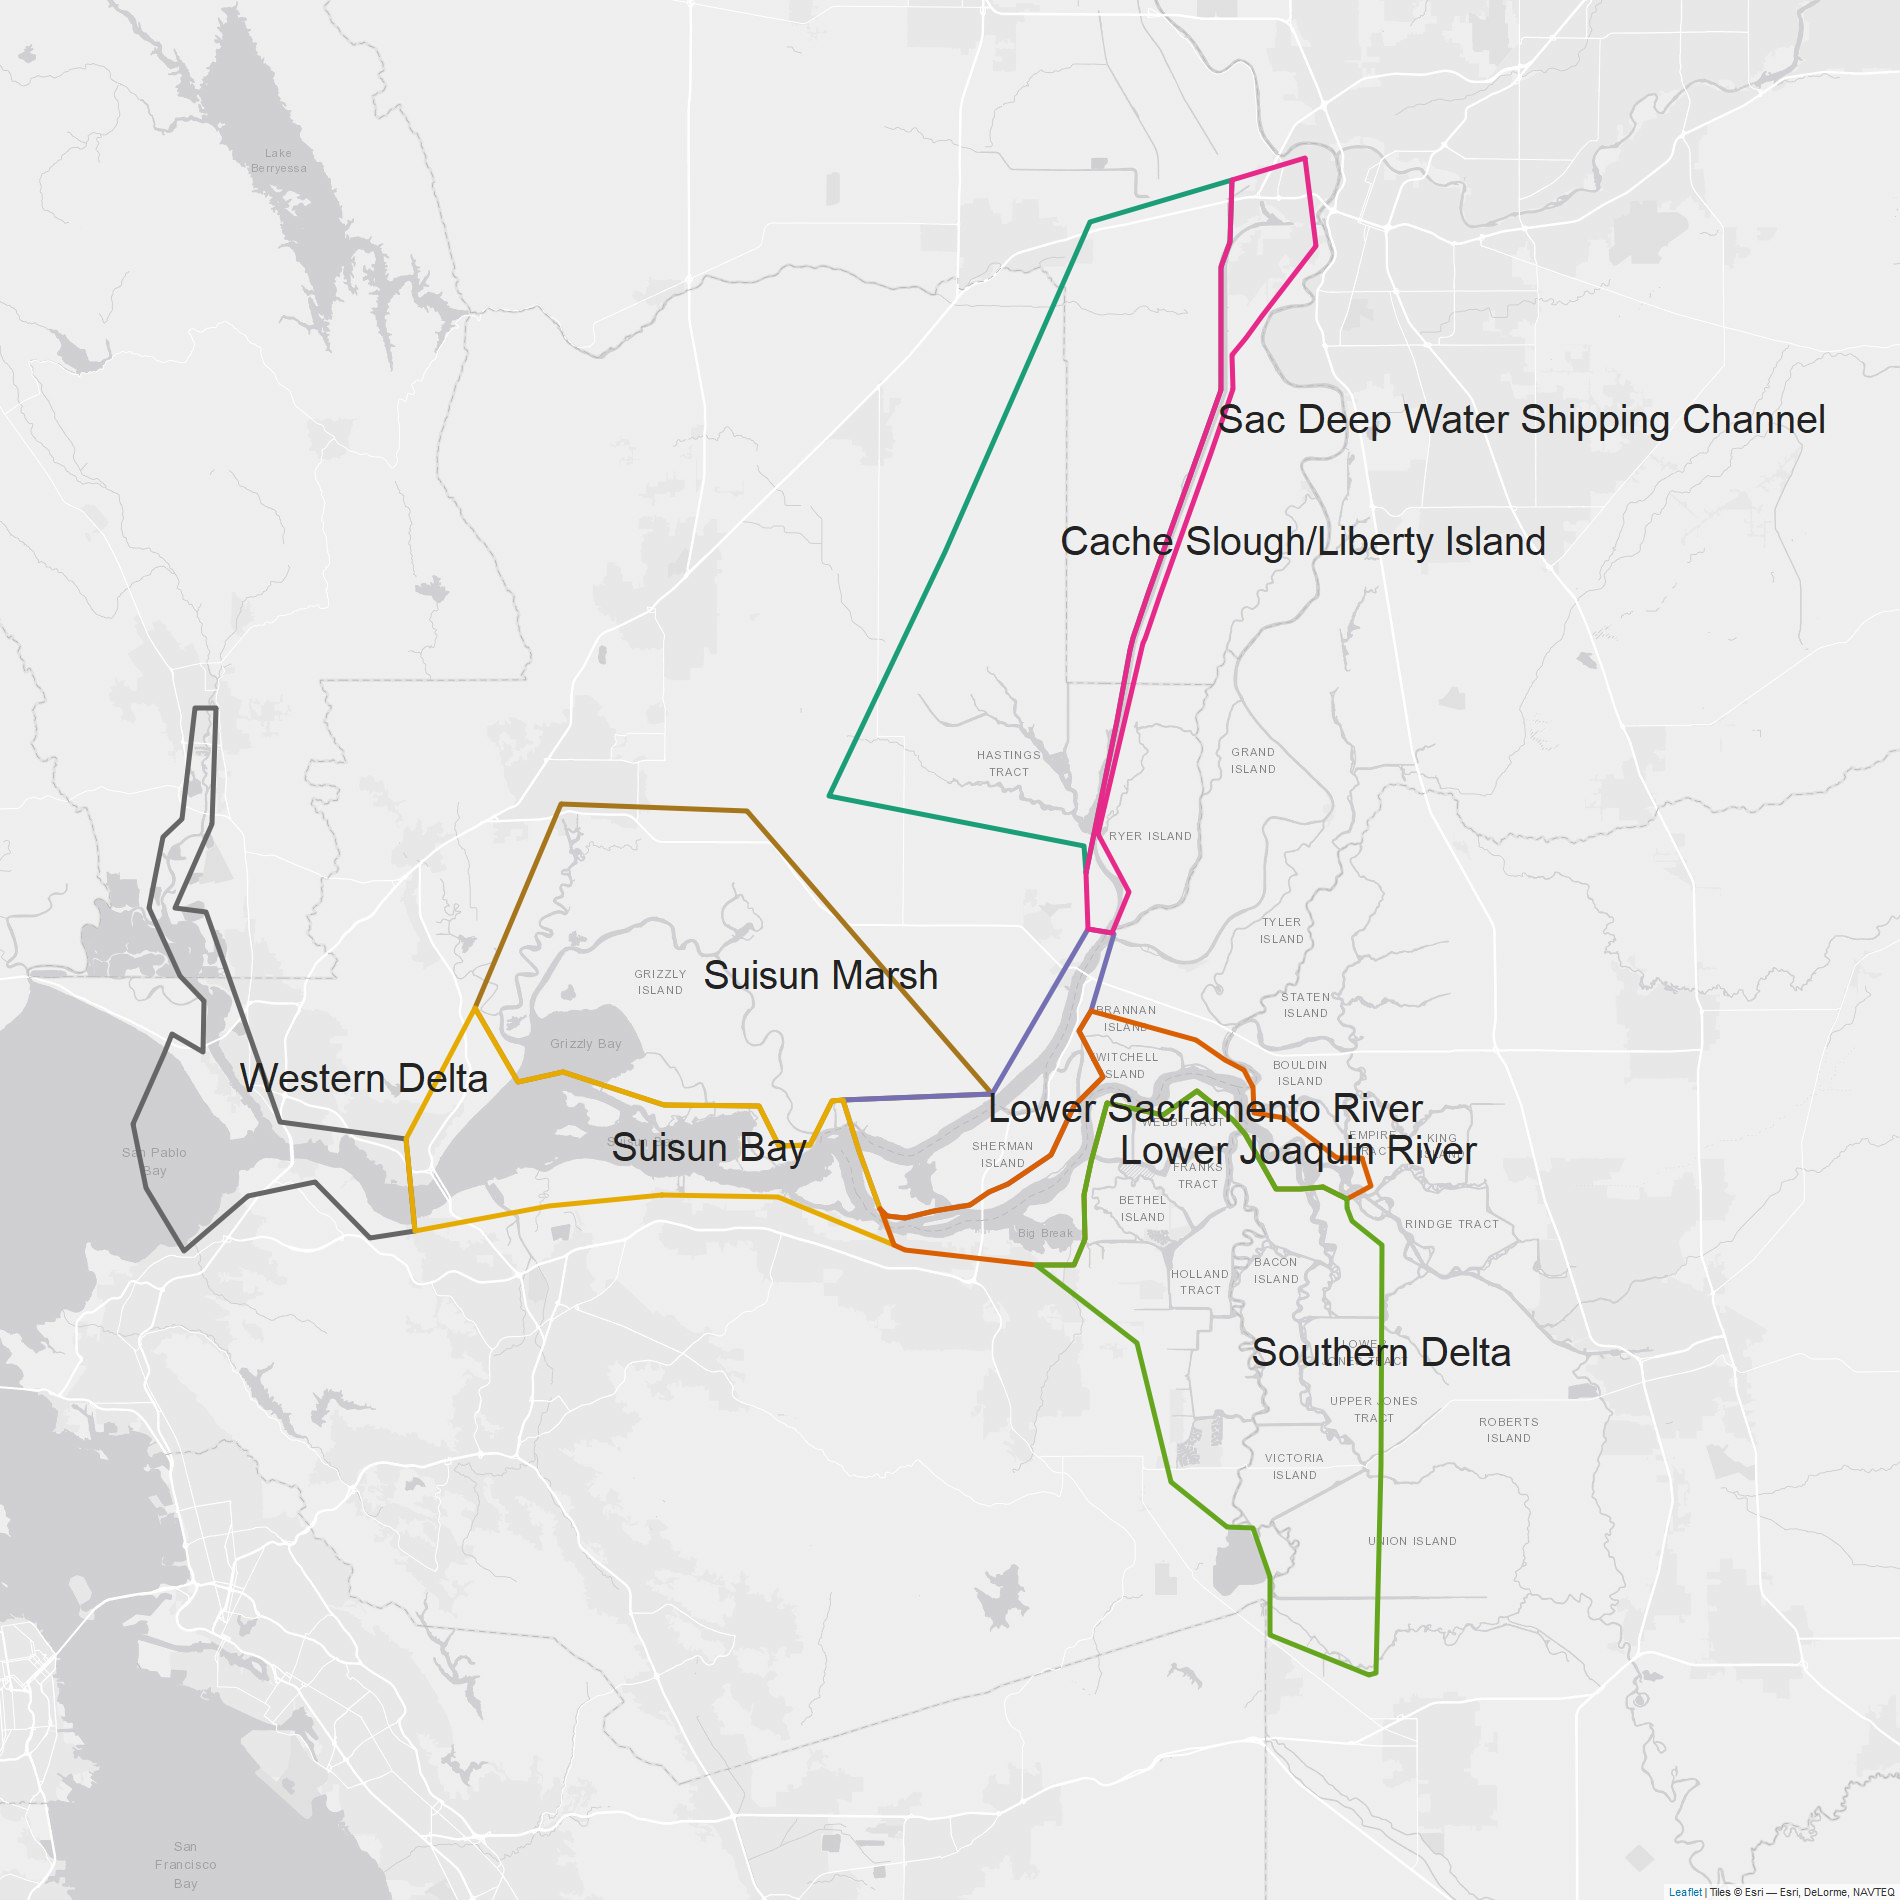 Lake
Berryessa
Sac Deep Water Shipping Channel
Cache Slough/Liberty Island
HASTINGS
TRACT
GRAND
ISLAND
RYER ISLAND
TYLER
ISLAND
GRIZZLY
ISLAND
Suisun Marsh
STATEN
ISLAND
BRANNAN
ISLAND
Grizzly Bay
WITCHELL
ISLAND
BOULDIN
ISLAND
Western Delta
Lower Sacramento River
WEBB TRACT
EMPIRE
TRACT
KING
ISLAND
Suisun Bay
SHERMAN
ISLAND
Lower Joaquin River
San Pablo
Bay
FRANKS
TRACT
BETHEL
ISLAND
RINDGE TRACT
Big Break
HOLLAND
TRACT
BACON
ISLAND
Southern Delta
LOWER
JONES TRACT
UPPER JONES
TRACT
ROBERTS
ISLAND
VICTORIA
ISLAND
UNION ISLAND
San
Francisco
Bay
Leaflet | Tiles © Esri — Esri, DeLorme, NAVTEQ